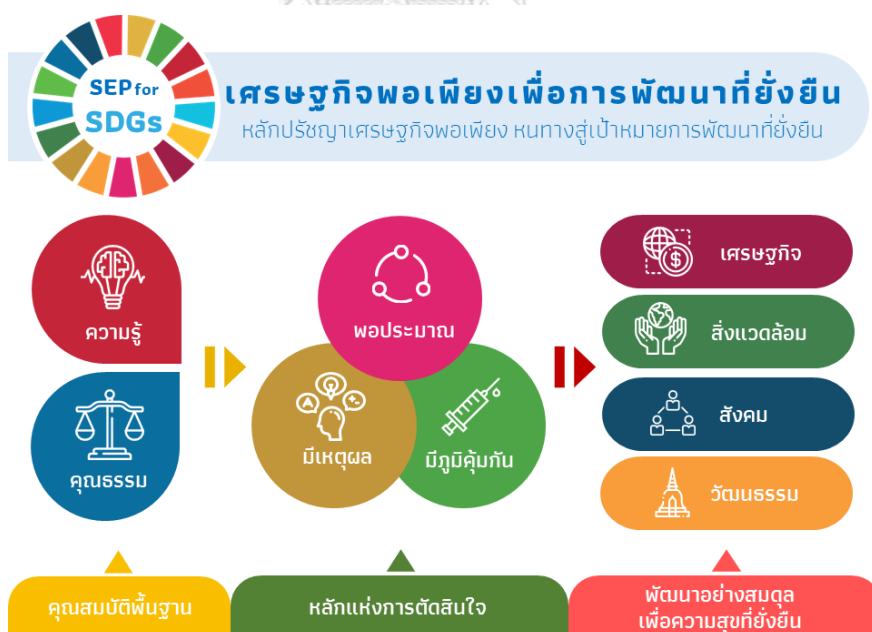 SEP for
SDGs
เศรษฐกิจพอเพียงเพื่อการพัฒนาที่ยั่งยืน
หลักปรัชญาเศรษฐกิจพอเพียง หนทางสู่เป้าหมายการพัฒนาที่ยั่งยืน
ความรู้
คุณธรรม
พอประมาณ
มีเหตุผล
มีภูมิคุ้มกัน
เศรษฐกิจ
สิ่งแวดล้อม
สังคม
วัฒนธรรม
คุณสมบัติพื้นฐาน
หลักแห่งการตัดสินใจ
พัฒนาอย่างสมดุล
เพื่อความสุขที่ยั่งยืน